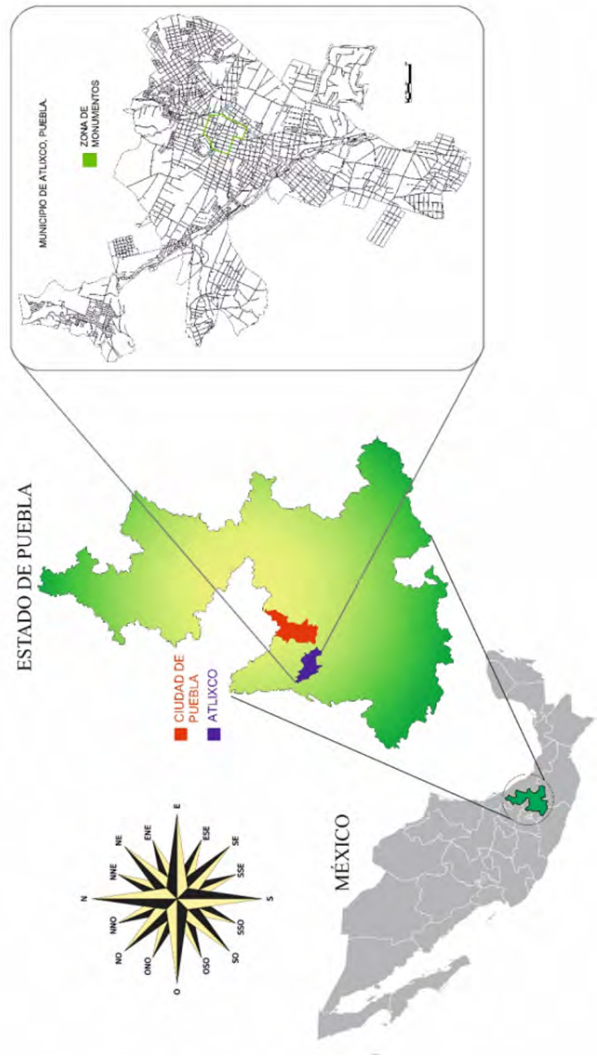 MUNICIPIO DE ATLIXCO, PUEBLA.
ZONA DE
MONUMENTOS
ESTADO DE PUEBLA
CIUDAD DE
PUEBLA
ATLIXCO
N
NNE
NE
ENE
E
ESE
SE
SSE
S
SSO
SO
OSO
O
ONO
NO
NNO
MÉXICO